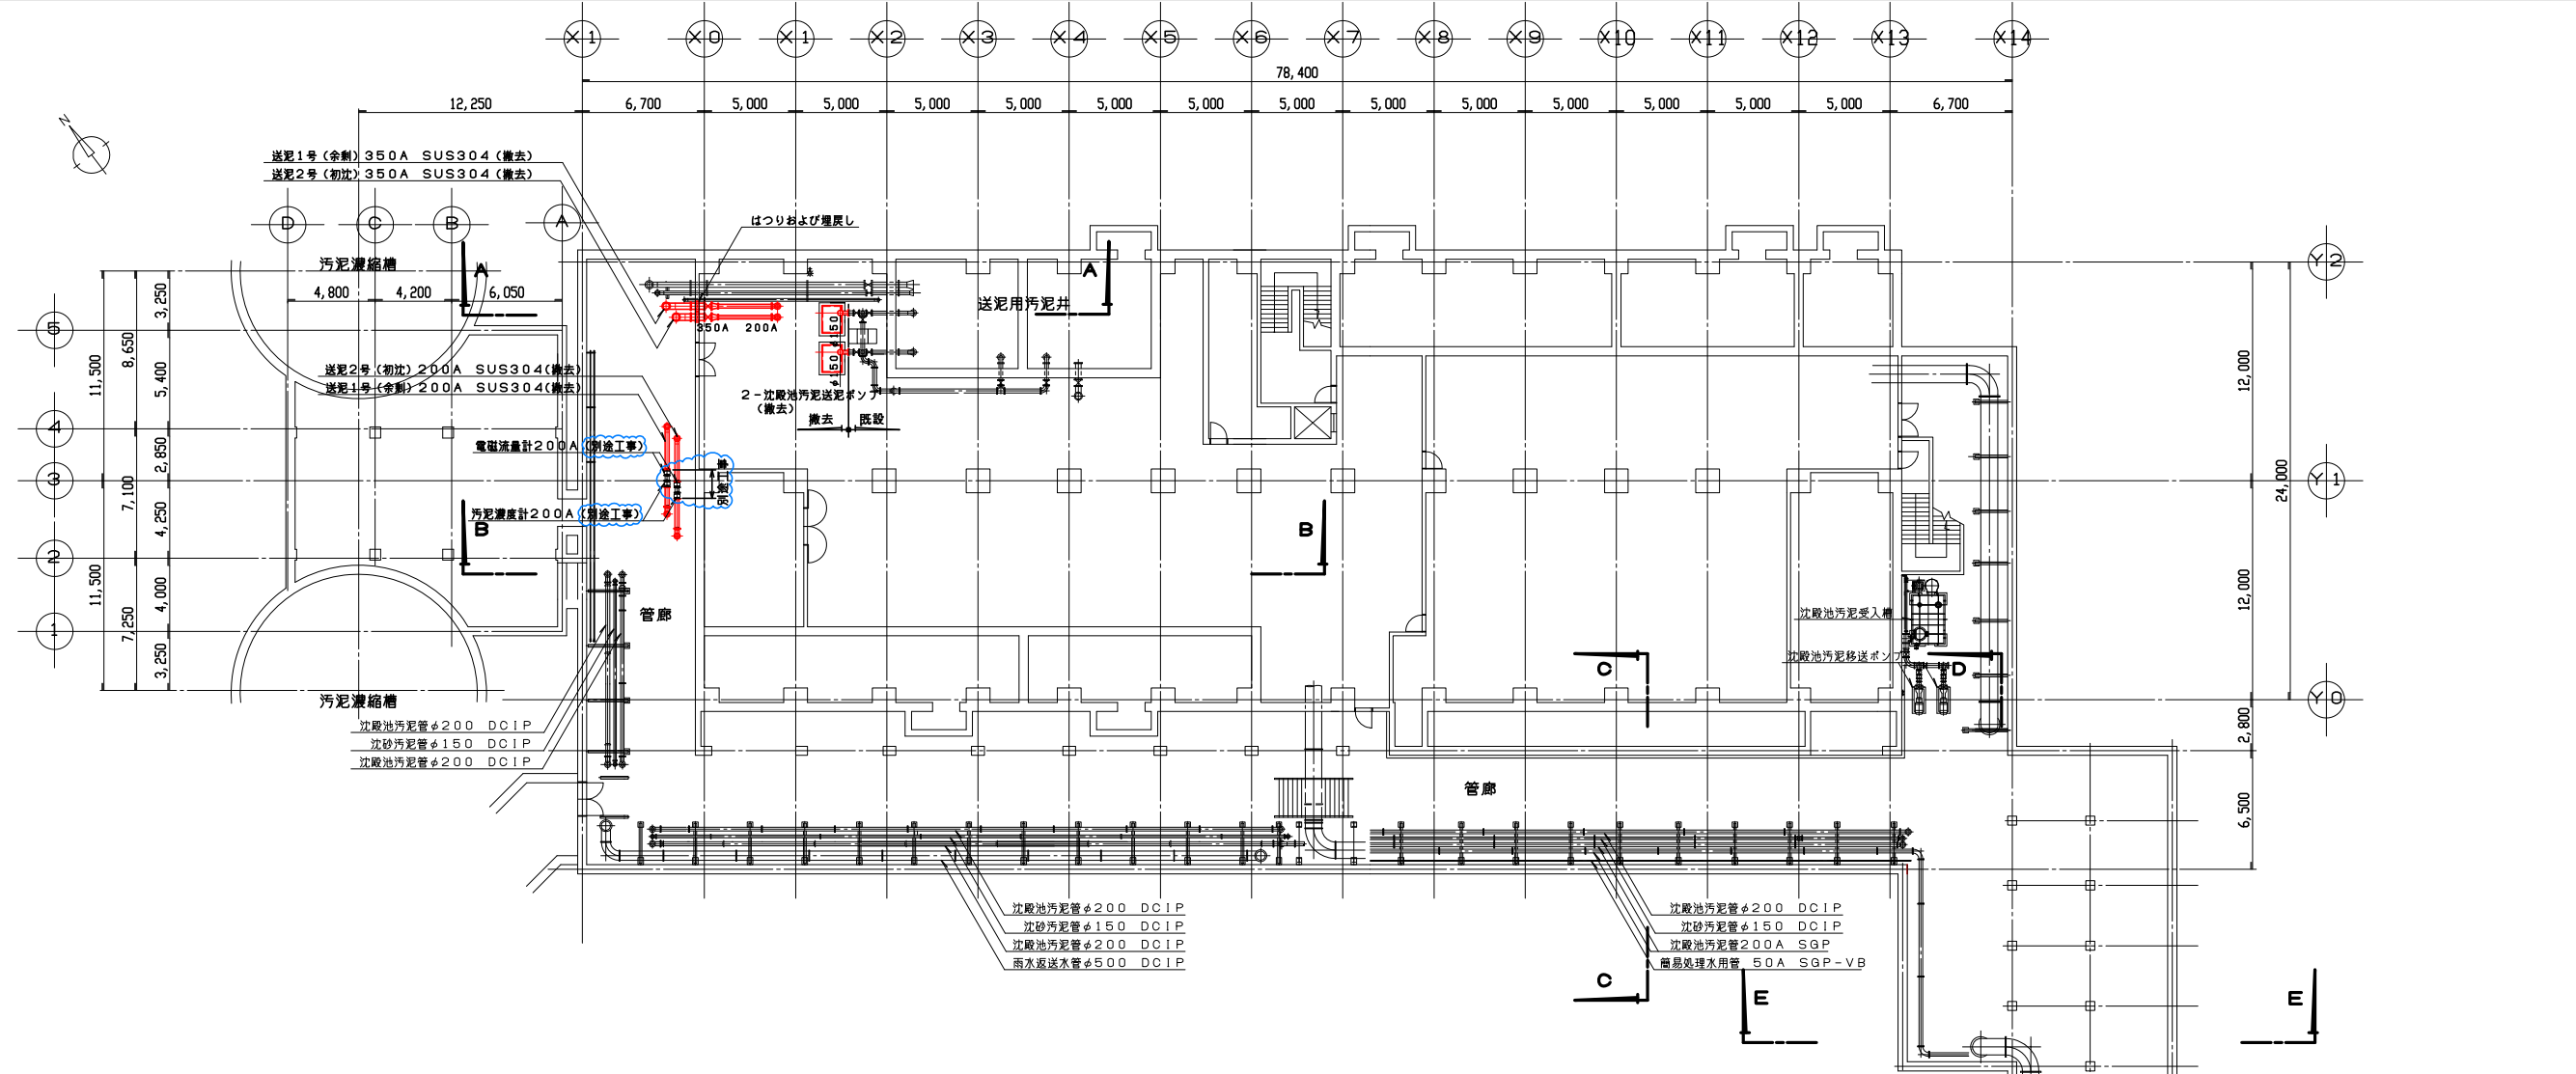 X1 X0 X1 X2 X3 X4 X5 X6 X7 X8 X9 X10 X11 X12 X13 X14
78,400
12,250 6,700 5,000 5,000 5,000 5,000 5,000 5,000 5,000 5,000 5,000 5,000 5,000 5,000 5,000 6,700
N
送泥1号(余剰)350A SUS304(撤去)
送泥2号(初沈)350A SUS304(撤去)
D C B A
はつりおよび埋戻し
汚泥濃縮槽
A
A
Y2
4,800 4,200 6,050
送泥用汚泥井
350A 200A
φ150
φ150
5
3,250
8,650
11,500
5,400
送泥2号(初沈)200A SUS304(撤去)
送泥1号(余剰)200A SUS304(撤去)
2-沈殿池汚泥送泥ポンプ
(撤去)
撤去 既設
12,000
4
電磁流量計200A(別途工事)
2,850
別途工事
3
Y1
24,000
7,100
汚泥濃度計200A(別途工事)
4,250
B
B
2
11,500
4,000
7,250
12,000
管廊
沈殿池汚泥受入槽
1
3,250
沈殿池汚泥移送ポンプ
C
D
汚泥濃縮槽
Y0
沈殿池汚泥管φ200 DCIP
沈砂汚泥管φ150 DCIP
沈殿池汚泥管φ200 DCIP
2,800
管廊
6,500
沈殿池汚泥管φ200 DCIP
沈砂汚泥管φ150 DCIP
沈殿池汚泥管φ200 DCIP
雨水返送水管φ500 DCIP
沈殿池汚泥管φ200 DCIP
沈砂汚泥管φ150 DCIP
沈殿池汚泥管200A SGP
簡易処理水用管 50A SGP-VB
C
E
E